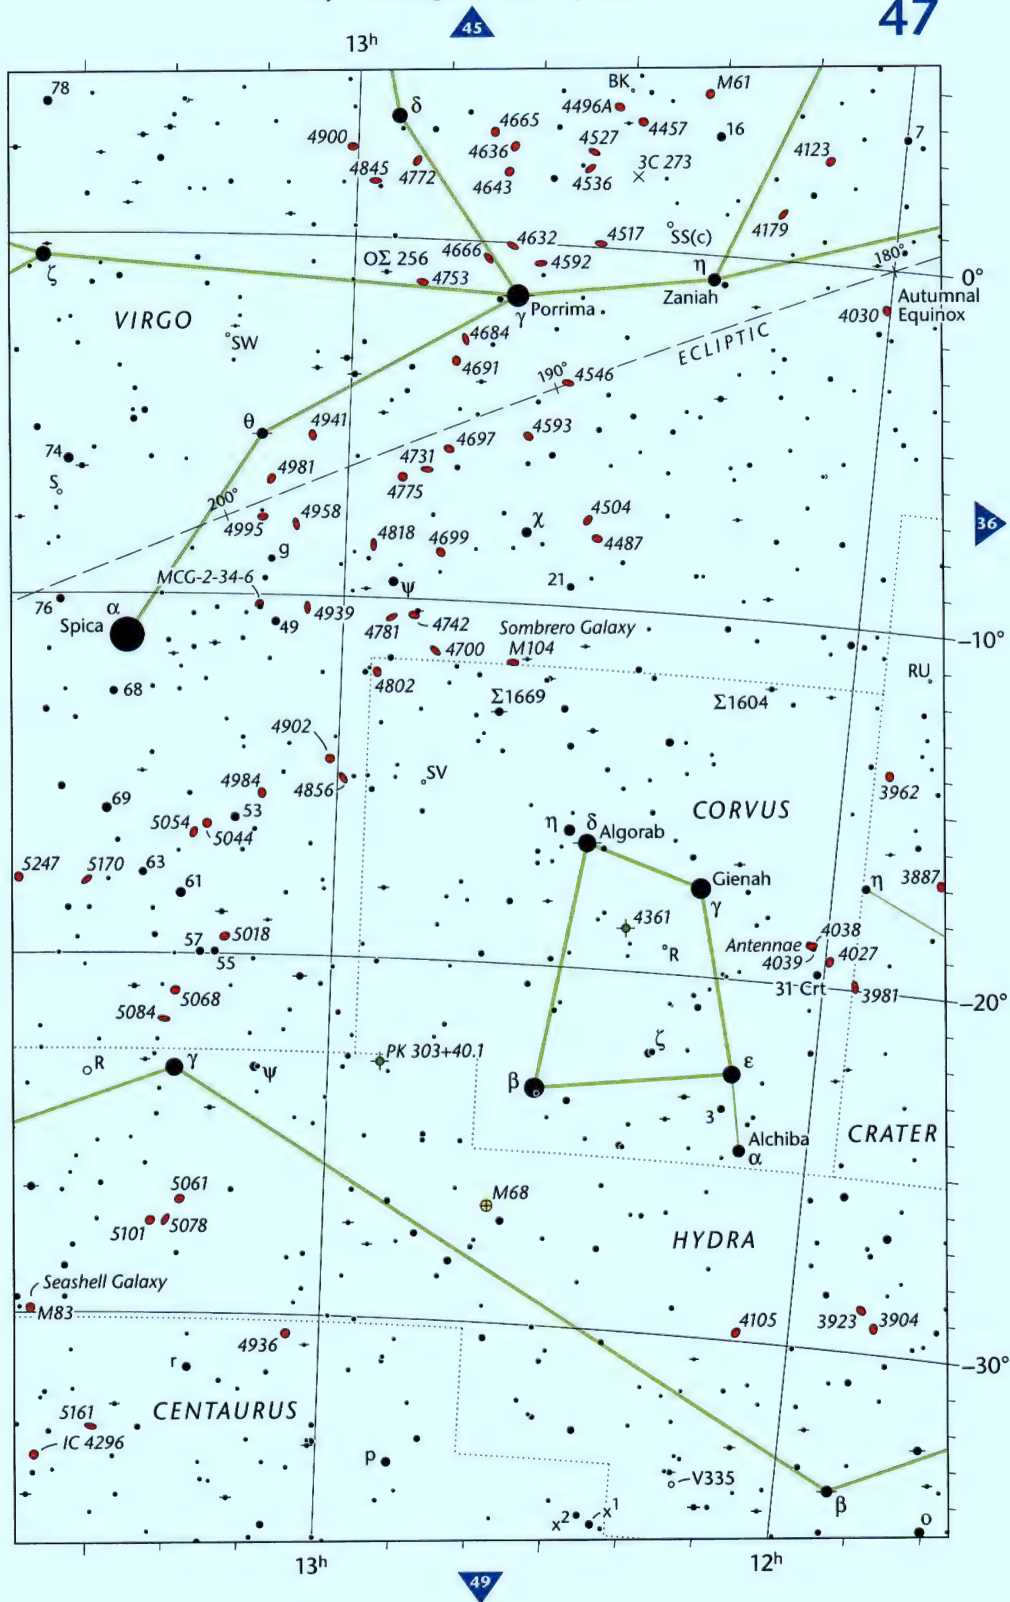 47
45
13h
78
δ
BK
M61
4496A
4665
4900
4636
4527
4457
16
7
4845
4772
4643
4536
3C 273
4123
4179
4666
4632
4517
SS(c)
OΣ 256
4592
η
180°
ζ
4753
0°
Zaniah
γ
Porrima
Autumnal
Equinox
VIRGO
4030
SW
4684
ECLIPTIC
4691
190°
4546
θ
4941
4593
74
4697
4731
S
4981
4775
200°
4995
4958
χ
4504
36
4818
4699
4487
g
MCG-2-34-6
ψ
21
76
α
Spica
49
4939
4781
4742
Sombrero Galaxy
-10°
4700
M104
RU
68
4802
Σ1669
Σ1604
4902
SV
4984
4856
3962
69
53
CORVUS
5054
5044
η
δ
Algorab
5247
5170
63
61
Gienah
γ
η
3887
4361
5018
57
55
R
Antennae
4038
4039
4027
31 Crt
3981
-20°
5068
5084
R
γ
ψ
PK 303+40.1
ζ
ε
β
3
Alchiba
α
CRATER
5061
M68
5101
5078
HYDRA
Seashell Galaxy
M83
4936
4105
3923
3904
-30°
r
CENTAURUS
5161
IC 4296
p
V335
β
x²
x¹
o
13h
12h
49